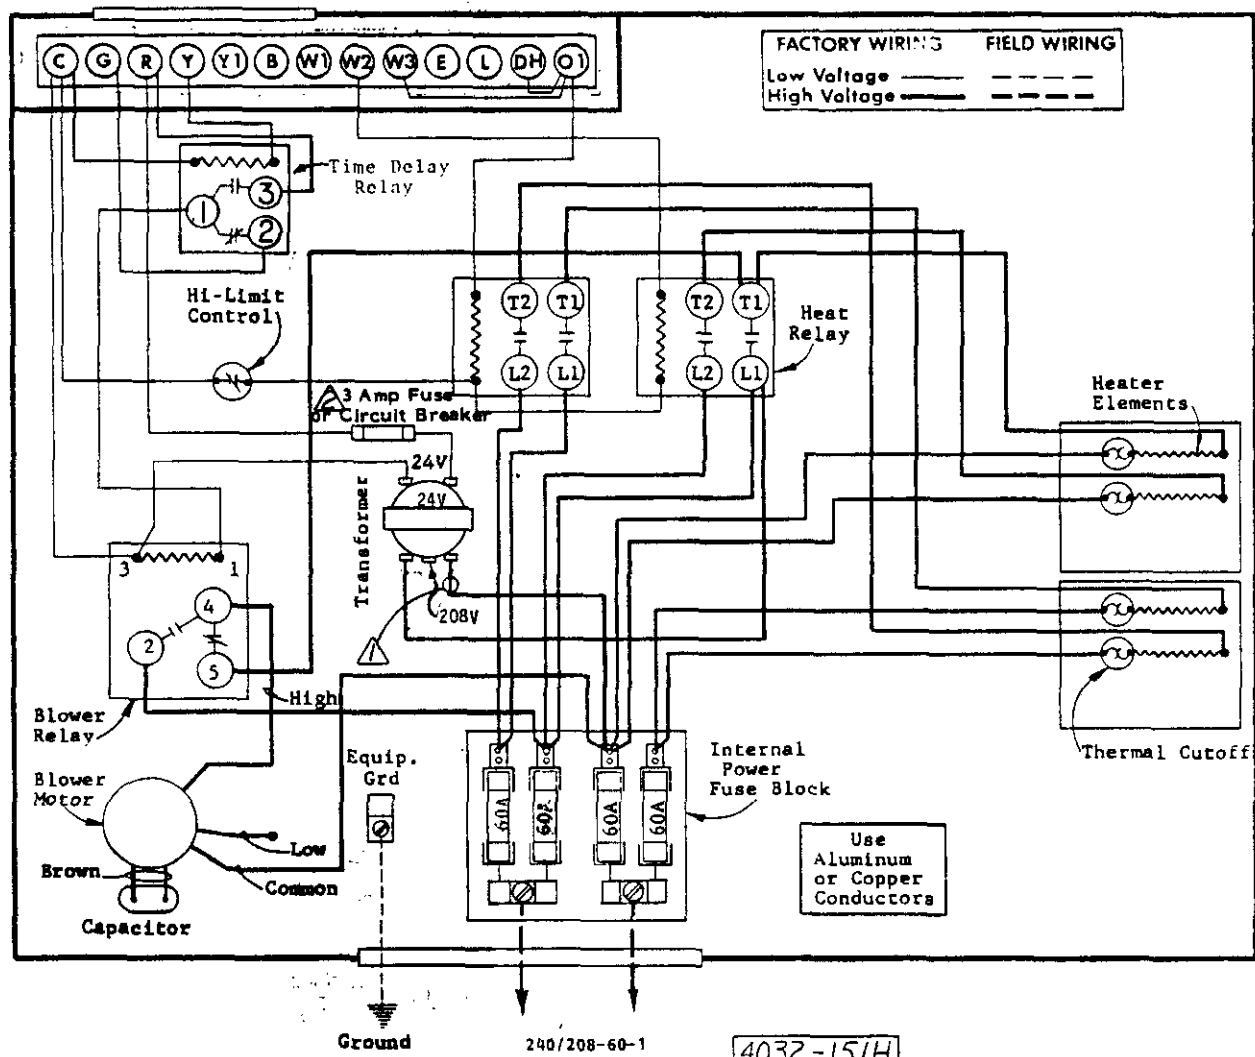 C G R Y Y1 B W1 W2 W3 E L DH O1
FACTORY WIRING FIELD WIRING
Low Voltage
High Voltage
Time Delay
Relay
3
1
2
Hi-Limit
Control
T2 T1
L2 L1
T2 T1
L2 L1
Heat
Relay
2
3 Amp Fuse
or Circuit Breaker
Heater
Elements
24V
24V
Transformer
208V
1
3 1
4
2
5
High
Blower
Relay
Blower
Motor
Low
Brown
Common
Capacitor
Equip.
Grd
60A 60A 60A 60A
Internal
Power
Fuse Block
Thermal Cutoff
Use
Aluminum
or Copper
Conductors
Ground
240/208-60-1
4032-151H